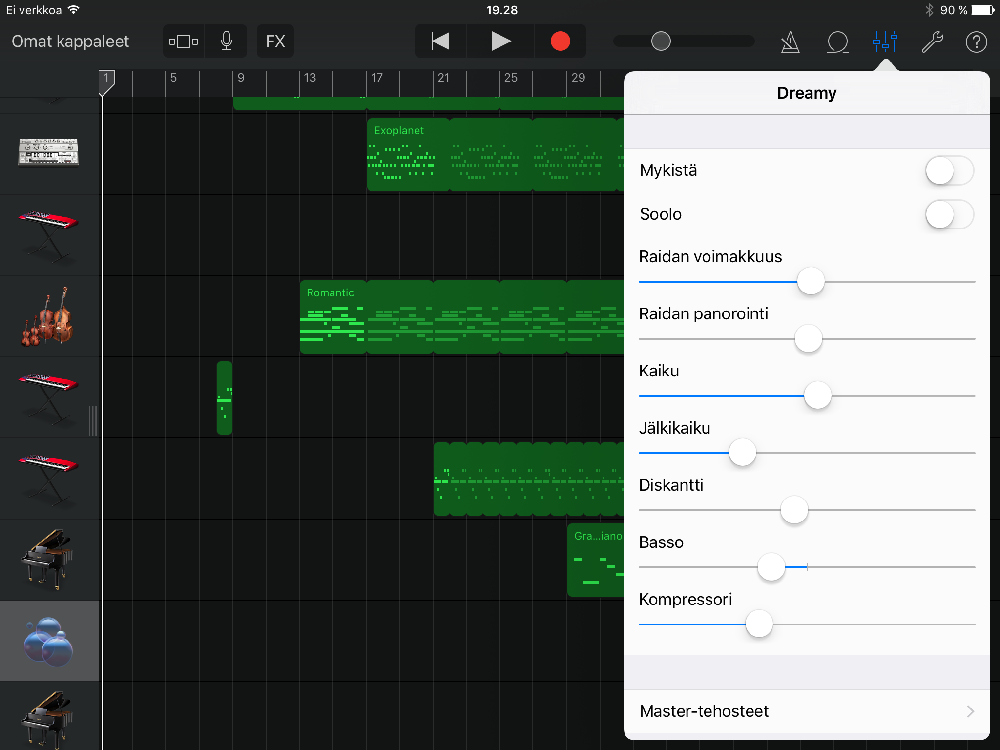 Ei verkkoa 19.28 90 %
Omat kappaleet FX
1 5 9 13 17 21 25 29
Dreamy
Exoplanet
Mykistä
Soolo
Raidan voimakkuus
Romantic
Raidan panorointi
Kaiku
Jälkikaiku
Diskantti
Gra...iano
Basso
Kompressori
Master-tehosteet